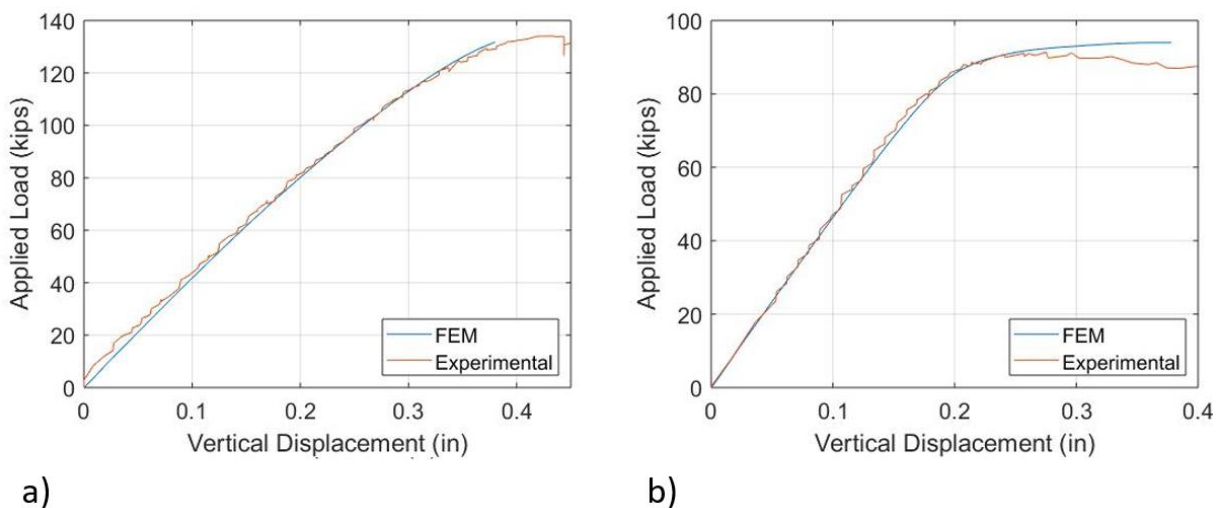 140
120
100
80
60
40
20
0
Applied Load (kips)
0
0.1
0.2
0.3
0.4
Vertical Displacement (in)
FEM
Experimental
a)
100
80
60
40
20
0
Applied Load (kips)
0
0.1
0.2
0.3
0.4
Vertical Displacement (in)
FEM
Experimental
b)